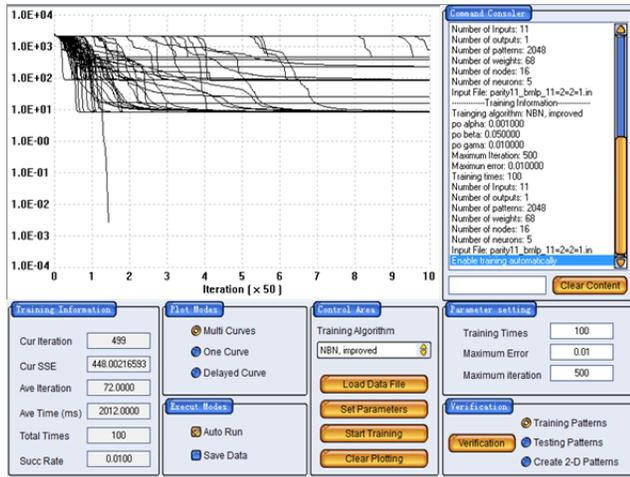 1.0E+04
1.0E+03
1.0E+02
1.0E+01
1.0E-00
1.0E-01
1.0E-02
1.0E-03
1.0E-04
0 1 2 3 4 5 6 7 8 9 10
Iteration ( x 50 )
Command Consoler
Number of Inputs: 11
Number of outputs: 1
Number of patterns: 2048
Number of weights: 68
Number of nodes: 16
Number of neurons: 5
Input File: parity11_bmlp_11=2=2=1.in
------------Training Information------------
Trainging algorithm: NBN, improved
po alpha: 0.001000
po beta: 0.050000
po gama: 0.010000
Maximum Iteration: 500
Maximun error: 0.010000
Training times: 100
Number of Inputs: 11
Number of outputs: 1
Number of patterns: 2048
Number of weights: 68
Number of nodes: 16
Number of neurons: 5
Input File: parity11_bmlp_11=2=2=1.in
Enable training automatically
Clear Content
Training Information
Cur Iteration 499
Cur SSE 448.00216593
Ave Iteration 72.0000
Ave Time (ms) 2012.0000
Total Times 100
Succ Rate 0.0100
Plot Modes
Multi Curves
One Curve
Delayed Curve
Execut Modes
Auto Run
Save Data
Control Area
Training Algorithm
NBN, improved
Load Data File
Set Parameters
Start Training
Clear Plotting
Parameter setting
Training Times 100
Maximum Error 0.01
Maximum iteration 500
Verification
Verification
Training Patterns
Testing Patterns
Create 2-D Patterns